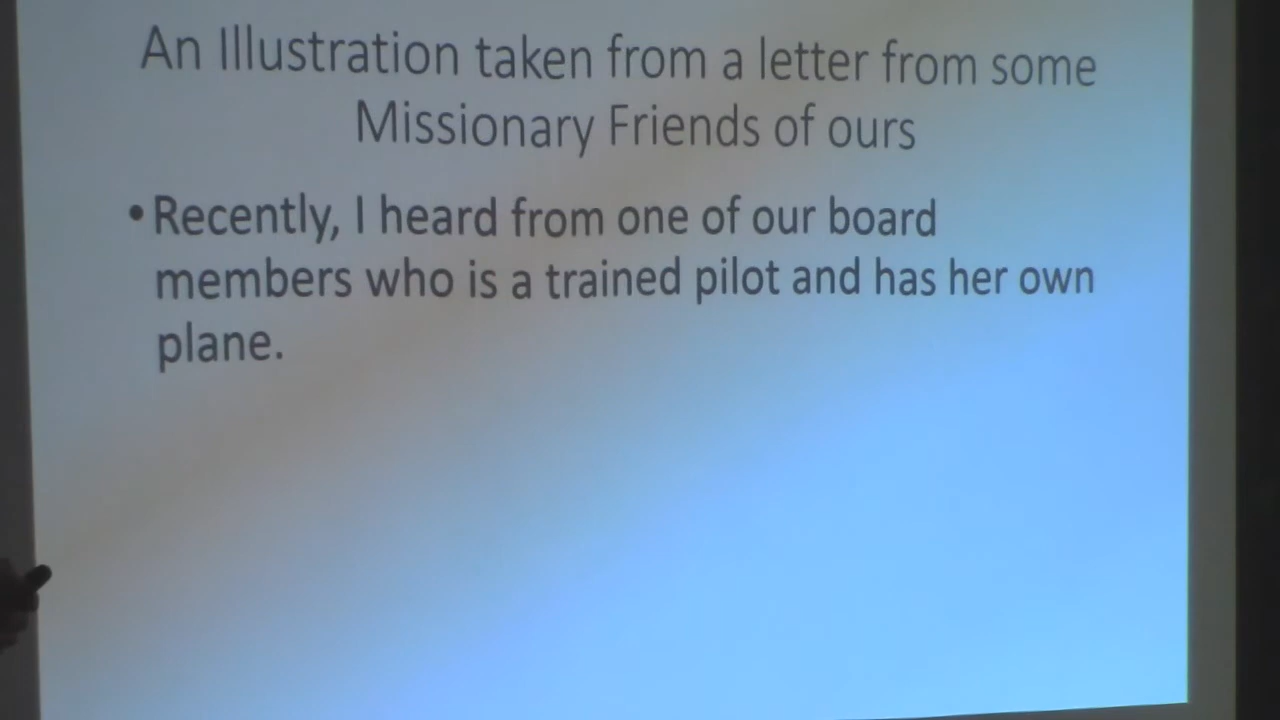 An Illustration taken from a letter from some
Missionary Friends of ours
•Recently, I heard from one of our board
members who is a trained pilot and has her own
plane.